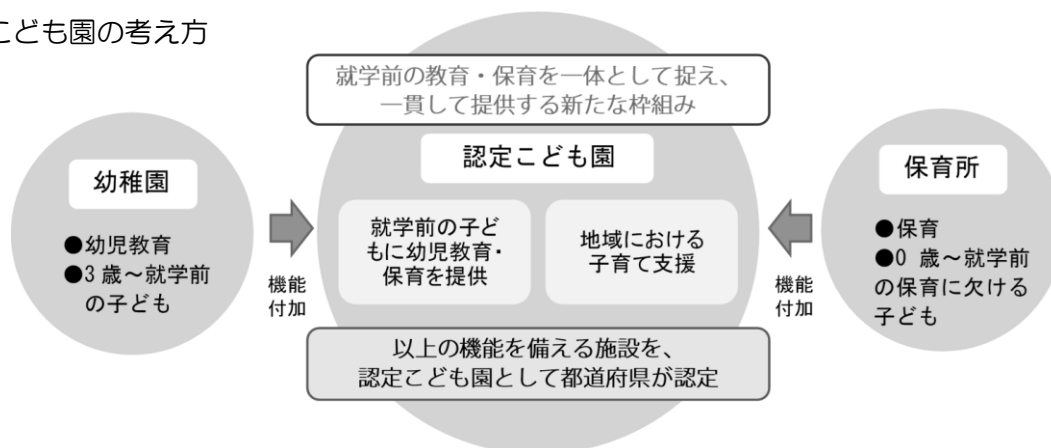 こども園の考え方
就学前の教育・保育を一体として捉え、
一貫して提供する新たな枠組み
認定こども園
幼稚園
●幼児教育
●3歳～就学前
の子ども
機能
付加
就学前の子ど
もに幼児教育・
保育を提供
地域における
子育て支援
機能
付加
保育所
●保育
●0 歳～就学前
の保育に欠ける
子ども
以上の機能を備える施設を、
認定こども園として都道府県が認定